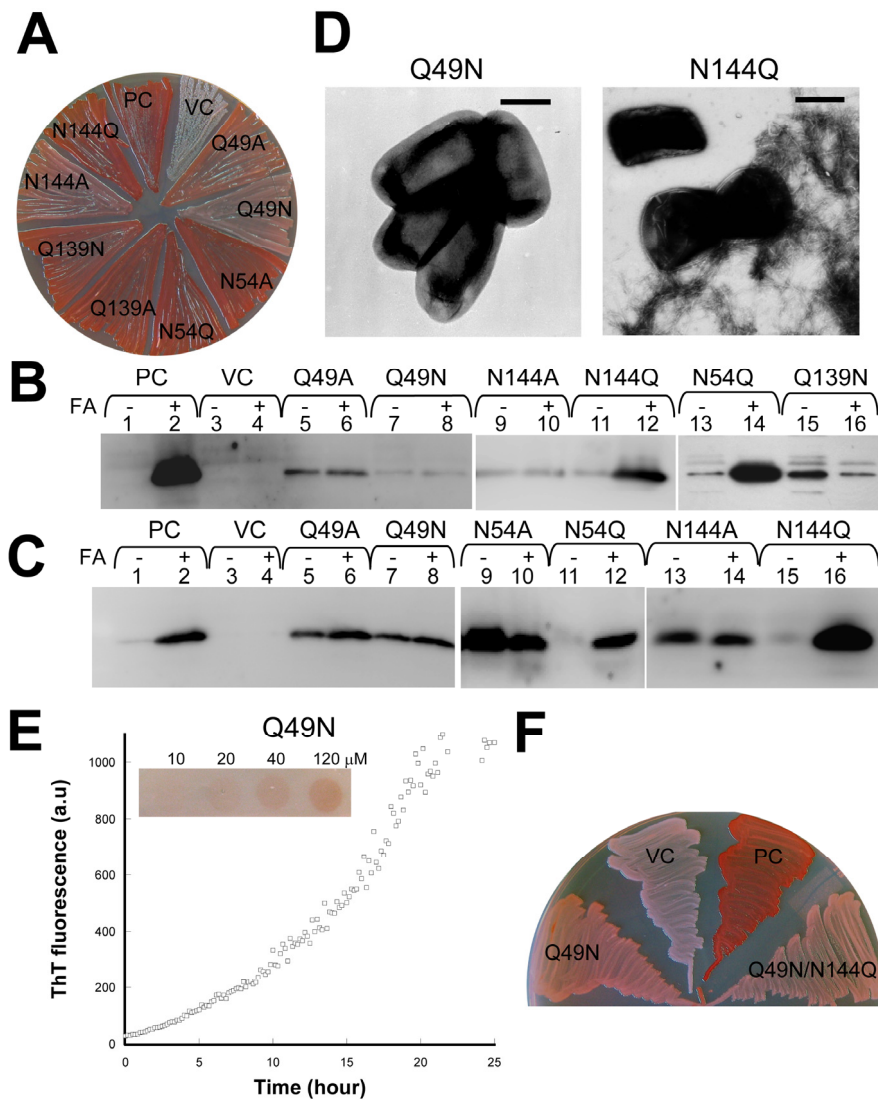 A
PC
VC
N144Q
Q49A
N144A
Q49N
Q139N
N54A
Q139A
N54Q
D
Q49N
N144Q
B
PC VC Q49A Q49N N144A N144Q N54Q Q139N
FA - + - + - + - + - + - + - + - +
1 2 3 4 5 6 7 8 9 10 11 12 13 14 15 16
C
PC VC Q49A Q49N N54A N54Q N144A N144Q
FA - + - + - + - + - + - + - + - +
1 2 3 4 5 6 7 8 9 10 11 12 13 14 15 16
E
Q49N
10 20 40 120 μM
ThT fluorescence (a.u)
1000
800
600
400
200
0
0 5 10 15 20 25
Time (hour)
F
VC
PC
Q49N
Q49N/N144Q